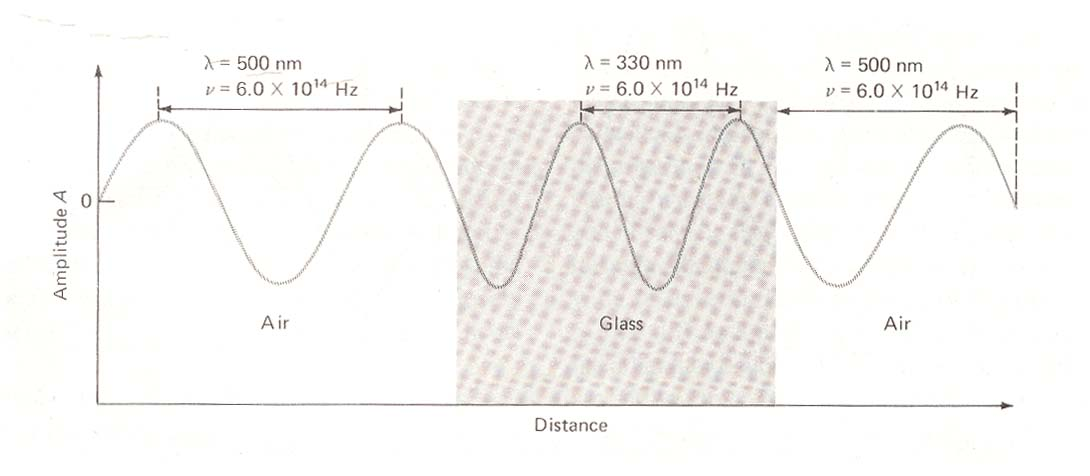 λ = 500 nm
ν = 6.0 X 10¹⁴ Hz
λ = 330 nm
ν = 6.0 X 10¹⁴ Hz
λ = 500 nm
ν = 6.0 X 10¹⁴ Hz
0
Amplitude A
Air
Glass
Air
Distance